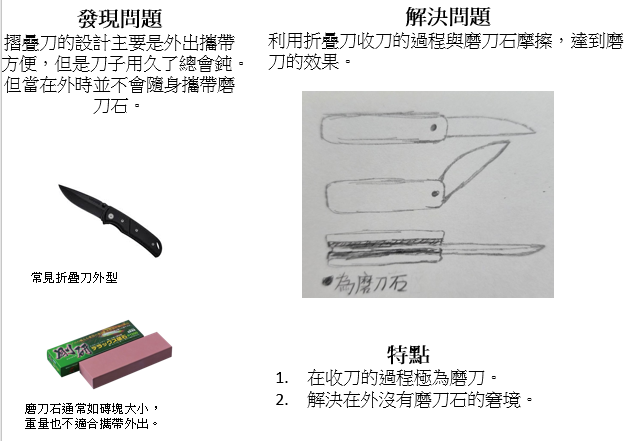 發現問題
摺疊刀的設計主要是外出攜帶
方便，但是刀子用久了總會鈍。
但當在外時並不會隨身攜帶磨
刀石。
常見折疊刀外型
剛研
磨刀石通常如磚塊大小，
重量也不適合攜帶外出。
解決問題
利用折疊刀收刀的過程與磨刀石摩擦，達到磨
刀的效果。
●為磨刀石
特點
1. 在收刀的過程極為磨刀。
2. 解決在外沒有磨刀石的窘境。